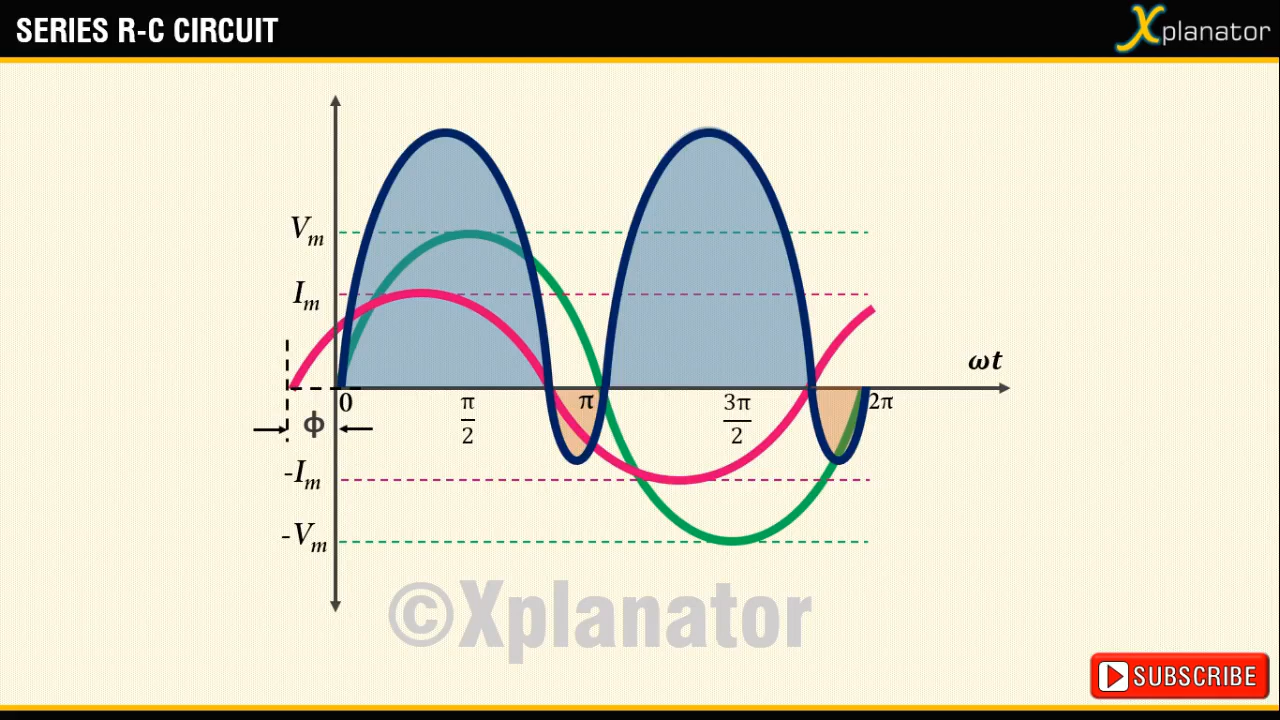 SERIES R-C CIRCUIT
Xplanator
Vm
Im
ωt
0
π/2
π
3π/2
2π
ϕ
-Im
-Vm
©Xplanator
SUBSCRIBE